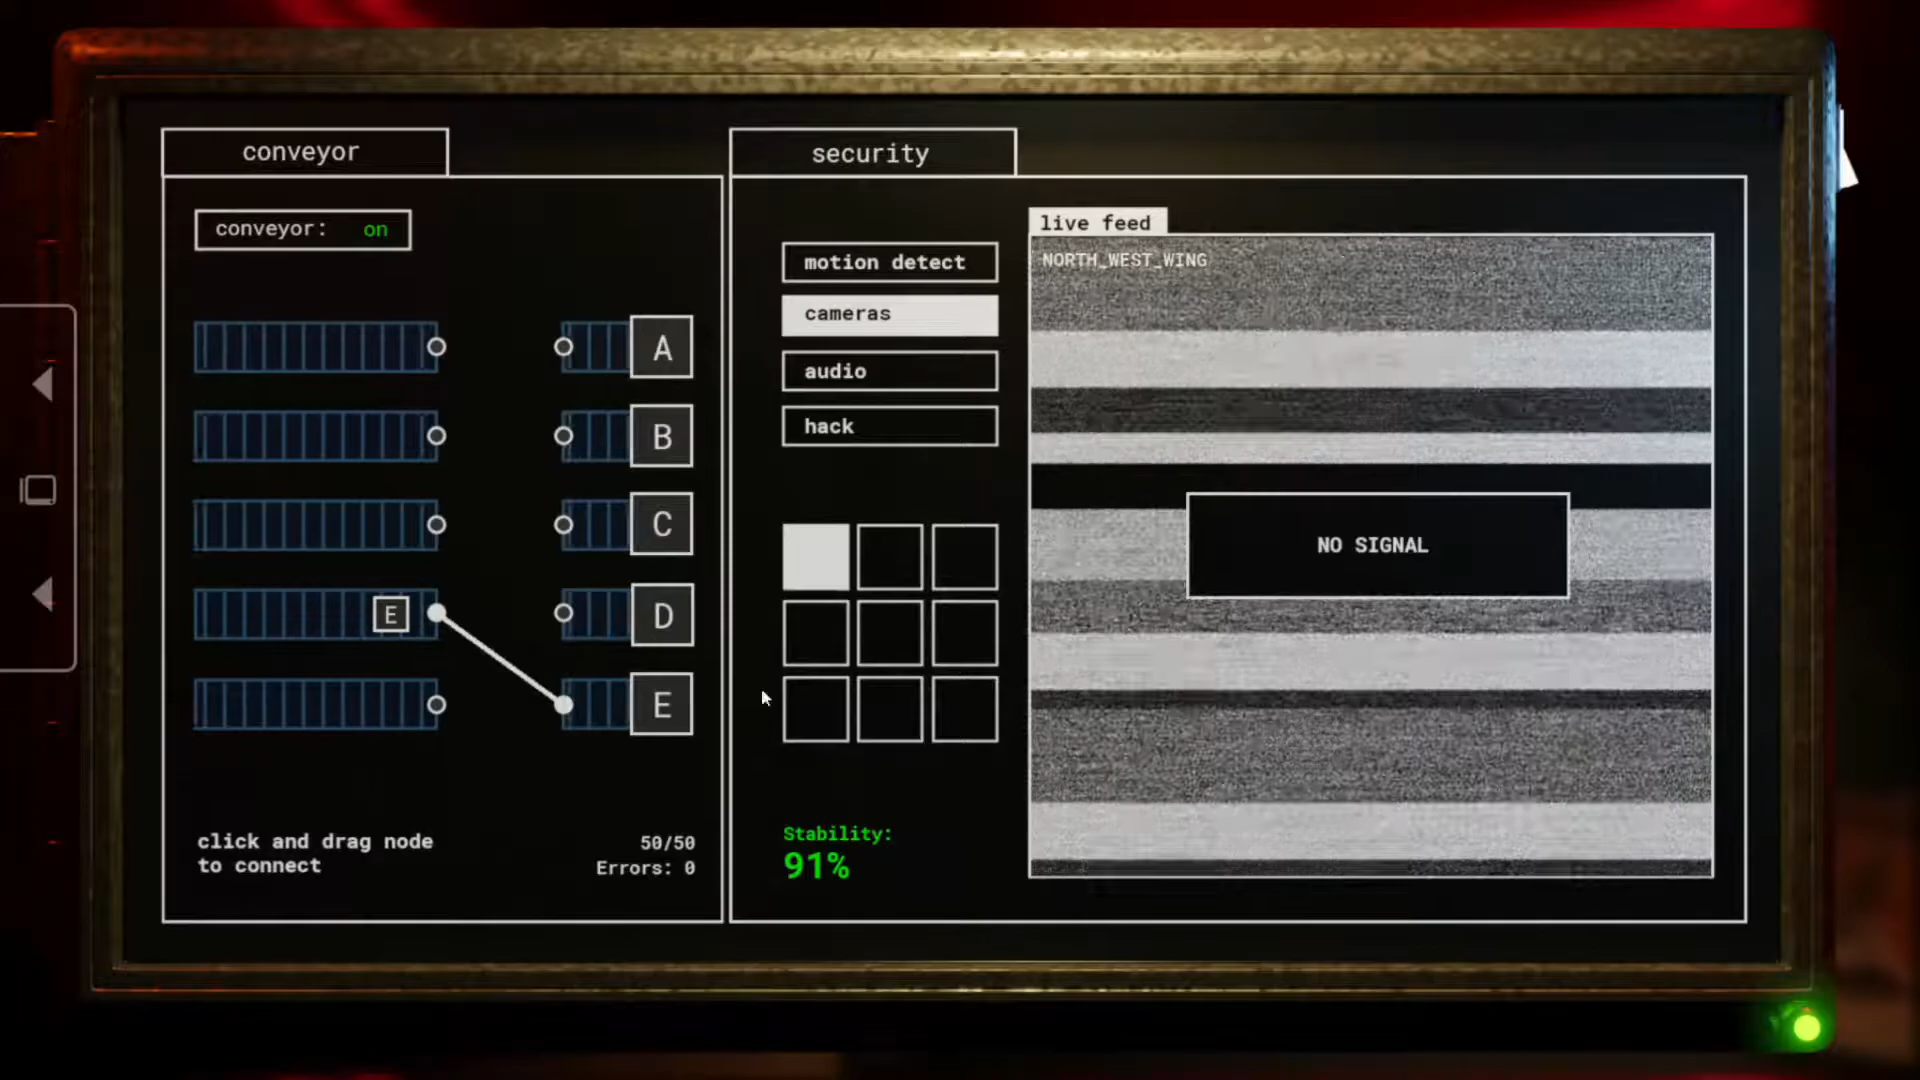 conveyor
conveyor: on
A
B
C
E D
E
click and drag node
to connect
50/50
Errors: 0
security
motion detect
cameras
audio
hack
Stability:
91%
live feed
NORTH_WEST_WING
NO SIGNAL